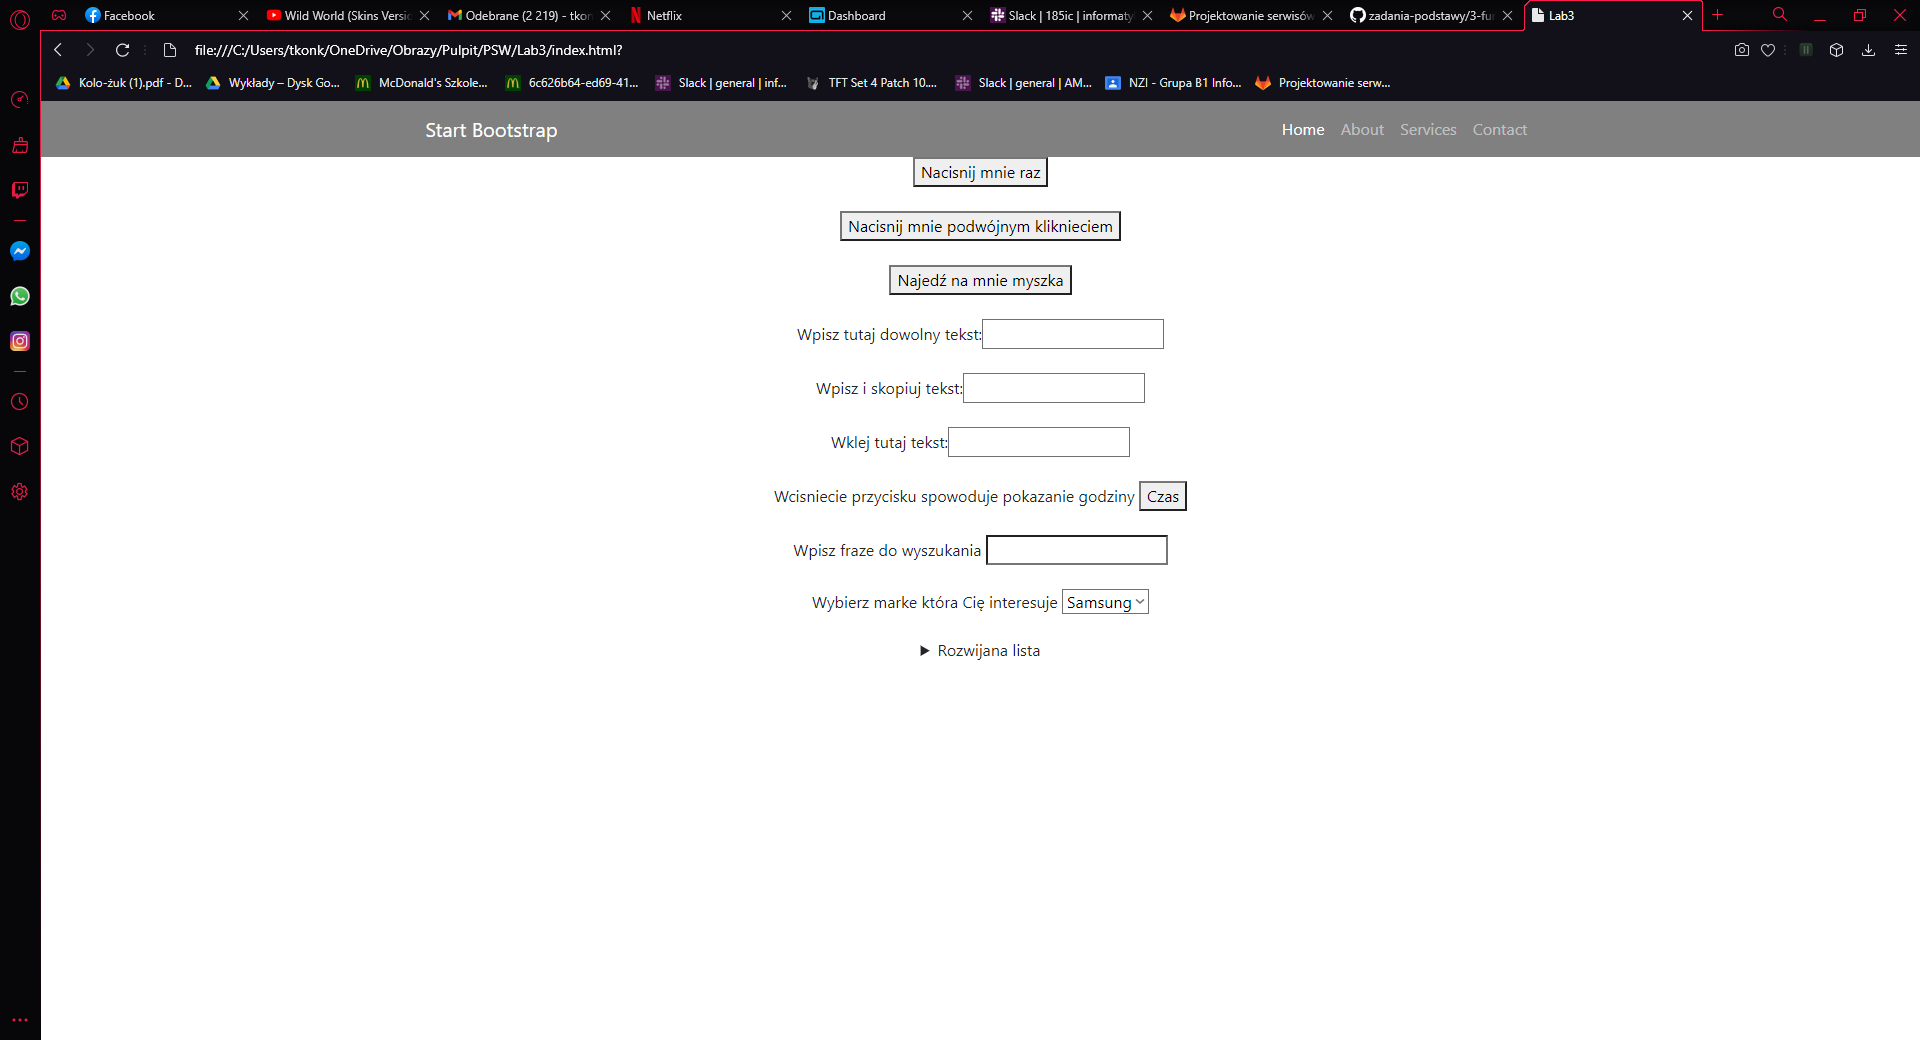 Facebook
Wild World (Skins Versic
Odebrane (2 219) - tkon
Netflix
Dashboard
Slack | 185ic | informaty
Projektowanie serwisów
zadania-podstawy/3-fur
Lab3
file:///C:/Users/tkonk/OneDrive/Obrazy/Pulpit/PSW/Lab3/index.html?
Kolo-żuk (1).pdf - D...
Wykłady – Dysk Go...
McDonald's Szkole...
6c626b64-ed69-41...
Slack | general | inf...
TFT Set 4 Patch 10....
Slack | general | AM...
NZI - Grupa B1 Info...
Projektowanie serw...
Start Bootstrap
Home About Services Contact
Nacisnij mnie raz
Nacisnij mnie podwójnym kliknieciem
Najedź na mnie myszka
Wpisz tutaj dowolny tekst:
Wpisz i skopiuj tekst:
Wklej tutaj tekst:
Wcisniecie przycisku spowoduje pokazanie godziny Czas
Wpisz fraze do wyszukania
Wybierz marke która Cię interesuje Samsung
Rozwijana lista